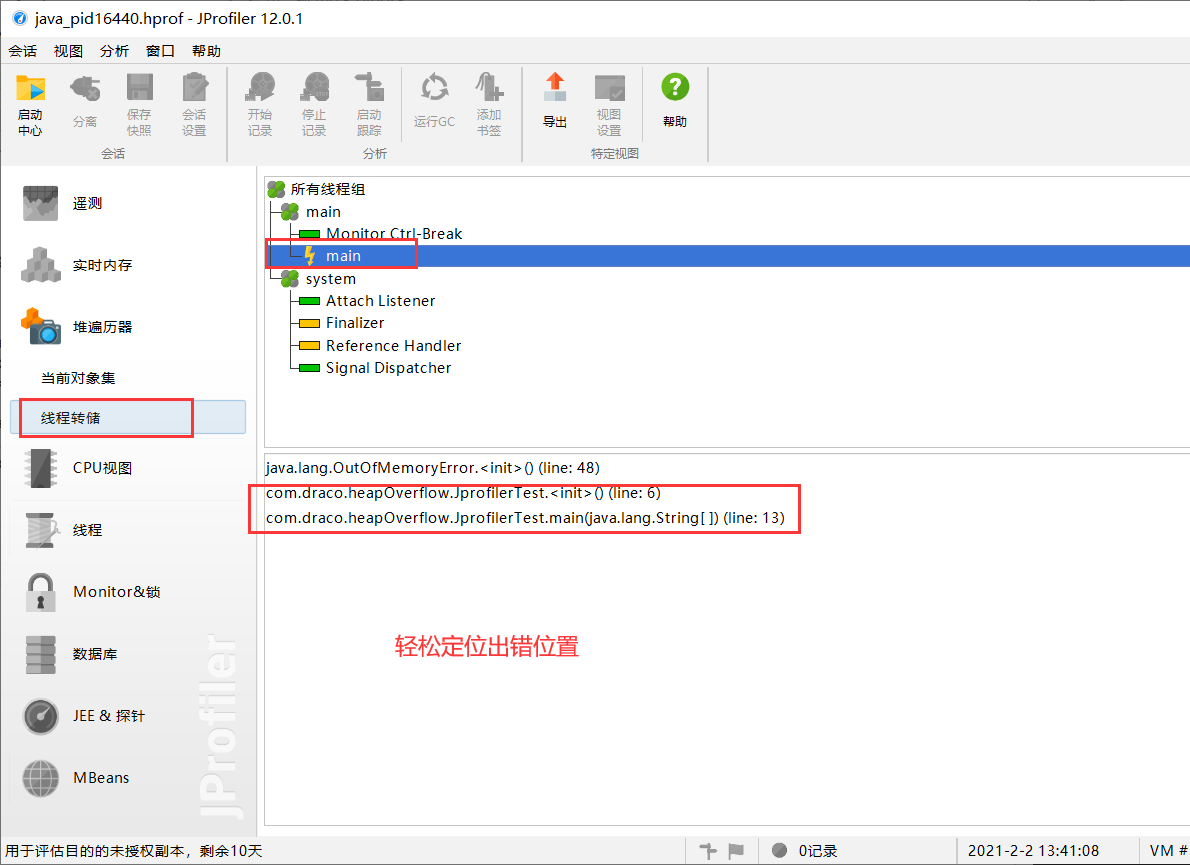 java_pid16440.hprof - JProfiler 12.0.1
会话 视图 分析 窗口 帮助
启动中心
分离
保存快照
会话设置
开始记录
停止记录
启动跟踪
运行GC
添加书签
导出
视图设置
帮助
会话
分析
特定视图
遥测
实时内存
堆遍历器
当前对象集
线程转储
CPU视图
线程
Monitor&锁
数据库
JEE & 探针
MBeans
JProfiler
所有线程组
main
Monitor Ctrl-Break
main
system
Attach Listener
Finalizer
Reference Handler
Signal Dispatcher
java.lang.OutOfMemoryError.<init>() (line: 48)
com.draco.heapOverflow.JprofilerTest.<init>() (line: 6)
com.draco.heapOverflow.JprofilerTest.main(java.lang.String[ ]) (line: 13)
轻松定位出错位置
用于评估目的的未授权副本，剩余10天
0记录
2021-2-2 13:41:08
VM #